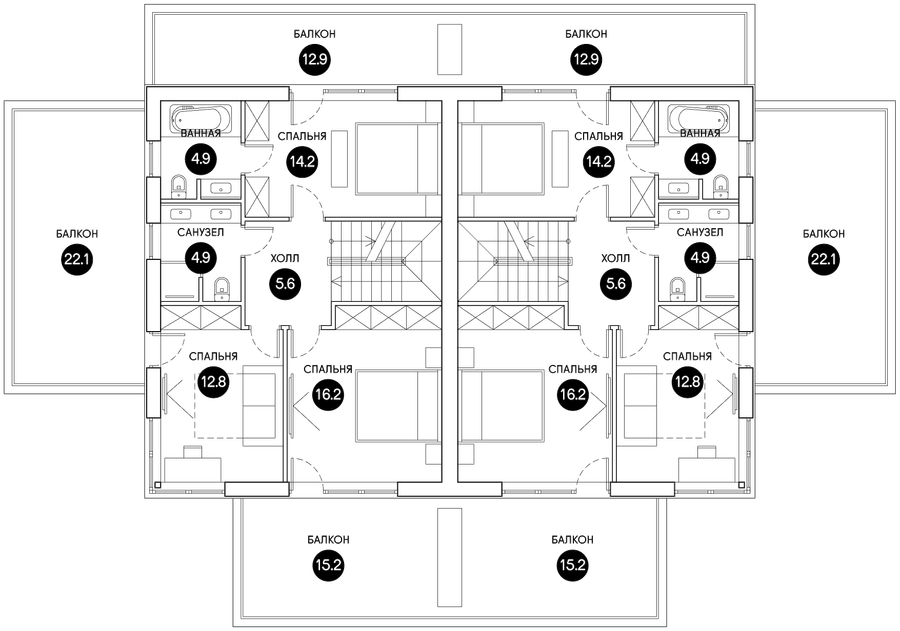 БАЛКОН
12.9
БАЛКОН
12.9
ВАННАЯ
4.9
СПАЛЬНЯ
14.2
СПАЛЬНЯ
14.2
ВАННАЯ
4.9
БАЛКОН
22.1
САНУЗЕЛ
4.9
ХОЛЛ
5.6
ХОЛЛ
5.6
САНУЗЕЛ
4.9
БАЛКОН
22.1
СПАЛЬНЯ
12.8
СПАЛЬНЯ
16.2
СПАЛЬНЯ
16.2
СПАЛЬНЯ
12.8
БАЛКОН
15.2
БАЛКОН
15.2